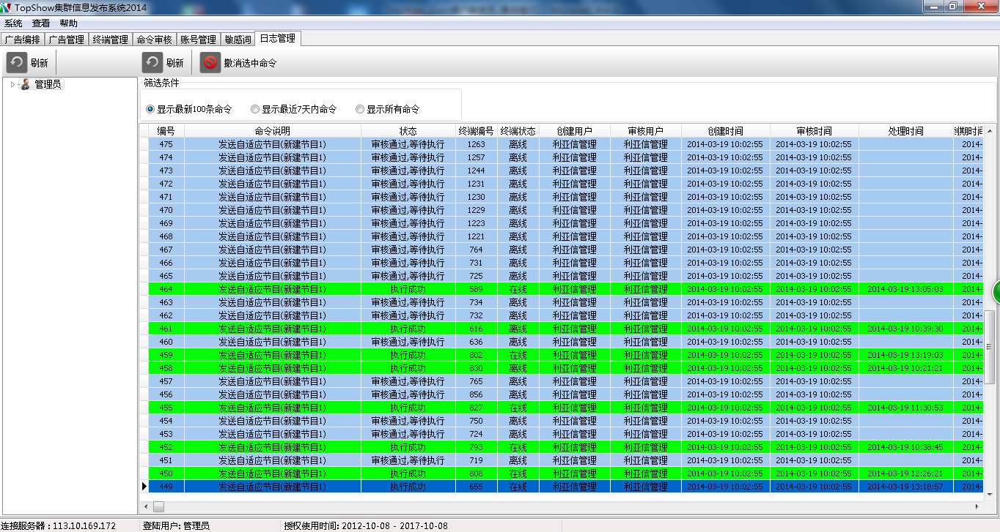 TopShow集群信息发布系统2014
系统 查看 帮助
广告编排 广告管理 终端管理 命令审核 账号管理 敏感词 日志管理
刷新 刷新 撤消选中命令
管理员
筛选条件
显示最新100条命令 显示最近7天内命令 显示所有命令
编号 命令说明 状态 终端编号 终端状态 创建用户 审核用户 创建时间 审核时间 处理时间 期时间
475 发送自适应节目(新建节目1) 审核通过,等待执行 1263 离线 利亚信管理 利亚信管理 2014-03-19 10:02:55 2014-03-19 10:02:55 2014-
474 发送自适应节目(新建节目1) 审核通过,等待执行 1257 离线 利亚信管理 利亚信管理 2014-03-19 10:02:55 2014-03-19 10:02:55 2014-
473 发送自适应节目(新建节目1) 审核通过,等待执行 1244 离线 利亚信管理 利亚信管理 2014-03-19 10:02:55 2014-03-19 10:02:55 2014-
472 发送自适应节目(新建节目1) 审核通过,等待执行 1231 离线 利亚信管理 利亚信管理 2014-03-19 10:02:55 2014-03-19 10:02:55 2014-
471 发送自适应节目(新建节目1) 审核通过,等待执行 1230 离线 利亚信管理 利亚信管理 2014-03-19 10:02:55 2014-03-19 10:02:55 2014-
470 发送自适应节目(新建节目1) 审核通过,等待执行 1229 离线 利亚信管理 利亚信管理 2014-03-19 10:02:55 2014-03-19 10:02:55 2014-
469 发送自适应节目(新建节目1) 审核通过,等待执行 1223 离线 利亚信管理 利亚信管理 2014-03-19 10:02:55 2014-03-19 10:02:55 2014-
468 发送自适应节目(新建节目1) 审核通过,等待执行 1221 离线 利亚信管理 利亚信管理 2014-03-19 10:02:55 2014-03-19 10:02:55 2014-
467 发送自适应节目(新建节目1) 审核通过,等待执行 764 离线 利亚信管理 利亚信管理 2014-03-19 10:02:55 2014-03-19 10:02:55 2014-
466 发送自适应节目(新建节目1) 审核通过,等待执行 731 离线 利亚信管理 利亚信管理 2014-03-19 10:02:55 2014-03-19 10:02:55 2014-
465 发送自适应节目(新建节目1) 审核通过,等待执行 725 离线 利亚信管理 利亚信管理 2014-03-19 10:02:55 2014-03-19 10:02:55 2014-
464 发送自适应节目(新建节目1) 执行成功 589 在线 利亚信管理 利亚信管理 2014-03-19 10:02:55 2014-03-19 10:02:55 2014-03-19 13:05:03 2014-
463 发送自适应节目(新建节目1) 审核通过,等待执行 734 离线 利亚信管理 利亚信管理 2014-03-19 10:02:55 2014-03-19 10:02:55 2014-
462 发送自适应节目(新建节目1) 审核通过,等待执行 732 离线 利亚信管理 利亚信管理 2014-03-19 10:02:55 2014-03-19 10:02:55 2014-
461 发送自适应节目(新建节目1) 执行成功 616 离线 利亚信管理 利亚信管理 2014-03-19 10:02:55 2014-03-19 10:02:55 2014-03-19 10:39:30 2014-
460 发送自适应节目(新建节目1) 审核通过,等待执行 636 离线 利亚信管理 利亚信管理 2014-03-19 10:02:55 2014-03-19 10:02:55 2014-
459 发送自适应节目(新建节目1) 执行成功 802 在线 利亚信管理 利亚信管理 2014-03-19 10:02:55 2014-03-19 10:02:55 2014-03-19 13:19:03 2014-
458 发送自适应节目(新建节目1) 执行成功 830 离线 利亚信管理 利亚信管理 2014-03-19 10:02:55 2014-03-19 10:02:55 2014-03-19 10:21:21 2014-
457 发送自适应节目(新建节目1) 审核通过,等待执行 765 离线 利亚信管理 利亚信管理 2014-03-19 10:02:55 2014-03-19 10:02:55 2014-
456 发送自适应节目(新建节目1) 审核通过,等待执行 856 离线 利亚信管理 利亚信管理 2014-03-19 10:02:55 2014-03-19 10:02:55 2014-
455 发送自适应节目(新建节目1) 执行成功 827 在线 利亚信管理 利亚信管理 2014-03-19 10:02:55 2014-03-19 10:02:55 2014-03-19 11:30:53 2014-
454 发送自适应节目(新建节目1) 审核通过,等待执行 750 离线 利亚信管理 利亚信管理 2014-03-19 10:02:55 2014-03-19 10:02:55 2014-
453 发送自适应节目(新建节目1) 审核通过,等待执行 724 离线 利亚信管理 利亚信管理 2014-03-19 10:02:55 2014-03-19 10:02:55 2014-
452 发送自适应节目(新建节目1) 执行成功 793 在线 利亚信管理 利亚信管理 2014-03-19 10:02:55 2014-03-19 10:02:55 2014-03-19 10:38:45 2014-
451 发送自适应节目(新建节目1) 审核通过,等待执行 719 离线 利亚信管理 利亚信管理 2014-03-19 10:02:55 2014-03-19 10:02:55 2014-
450 发送自适应节目(新建节目1) 执行成功 808 在线 利亚信管理 利亚信管理 2014-03-19 10:02:55 2014-03-19 10:02:55 2014-03-19 12:26:21 2014-
449 发送自适应节目(新建节目1) 执行成功 655 在线 利亚信管理 利亚信管理 2014-03-19 10:02:55 2014-03-19 10:02:55 2014-03-19 13:18:57 2014-
连接服务器 : 113.10.169.172 登陆用户: 管理员 授权使用时间: 2012-10-08 - 2017-10-08